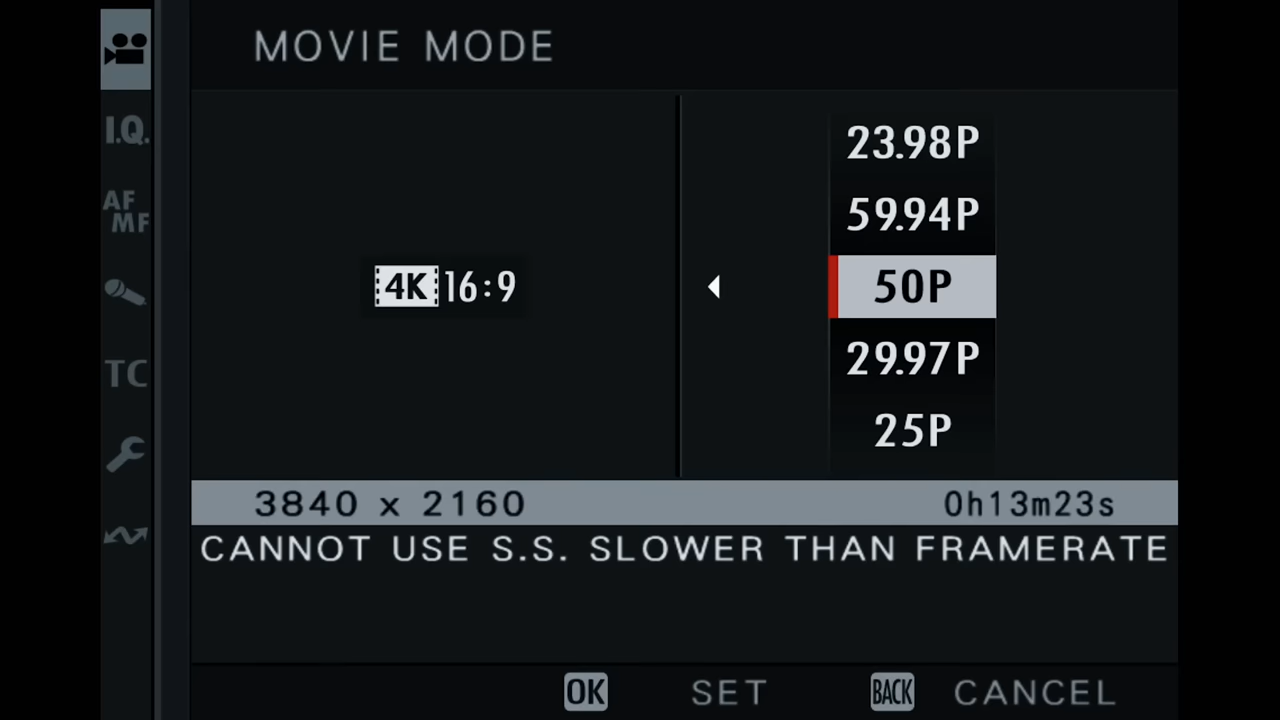 MOVIE MODE
I.Q.
AF
MF
TC
4K 16:9
23.98P
59.94P
50P
29.97P
25P
3840 x 2160 0h13m23s
CANNOT USE S.S. SLOWER THAN FRAMERATE
OK SET BACK CANCEL